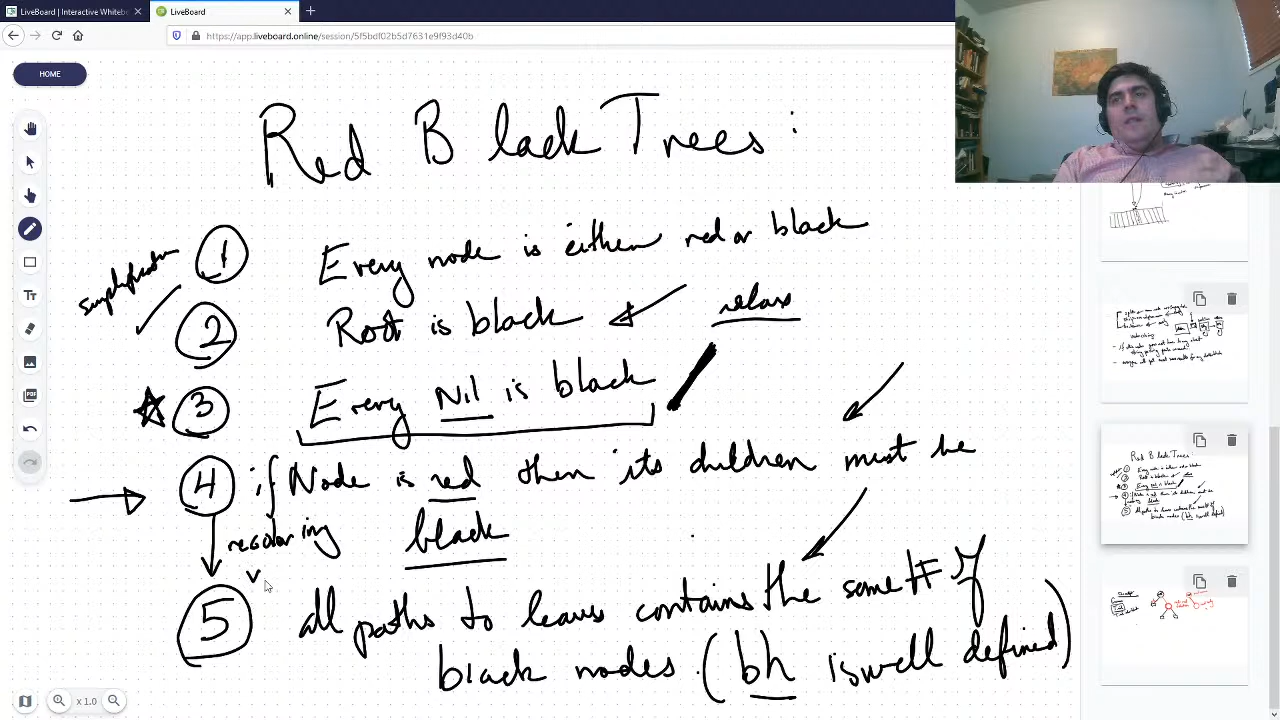 LiveBoard | Interactive Whiteb
LiveBoard
https://app.liveboard.online/session/5f5bdf02b5d7631e9f93d40b
HOME
Red Black Trees:
simplification
1 Every node is either red or black
2 Root is black
relax
3 Every Nil is black
4 if Node is red then its children must be
black
recoloring
5 v all paths to leaves contains the same # of
black nodes. (bh is well defined)
x 1.0
PDF